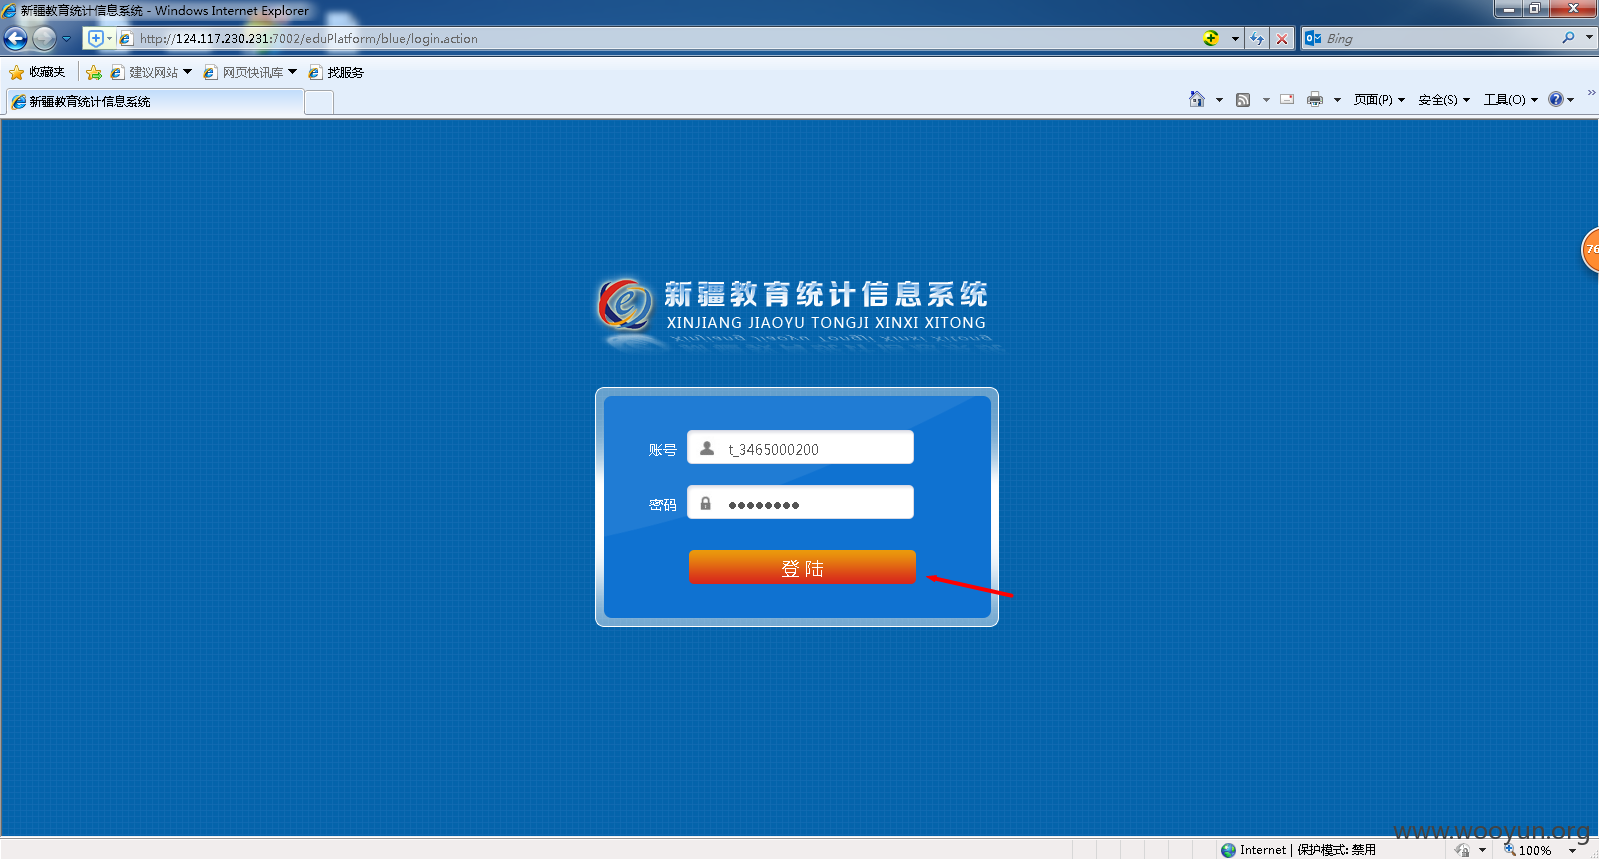 新疆教育统计信息系统 - Windows Internet Explorer
http://124.117.230.231:7002/eduPlatform/blue/login.action
Bing
收藏夹 建议网站 网页快讯库 找服务
新疆教育统计信息系统
页面(P) 安全(S) 工具(O)
76
新疆教育统计信息系统
XINJIANG JIAOYU TONGJI XINXI XITONG
账号 t_3465000200
密码 ●●●●●●●●
登 陆
www.wooyun.org
Internet | 保护模式: 禁用
100%